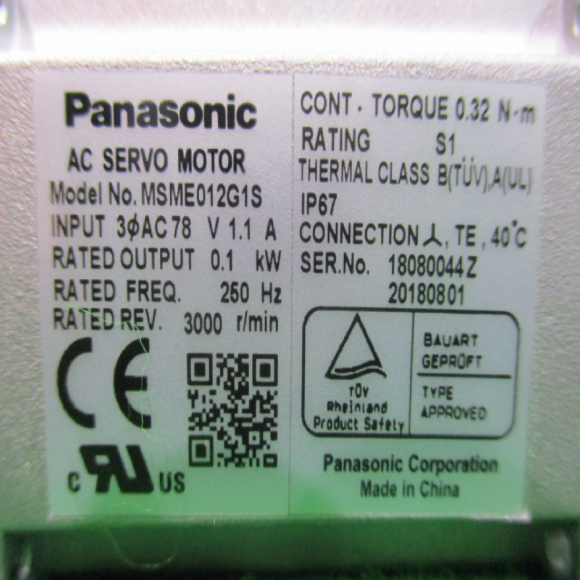 Panasonic
AC SERVO MOTOR
Model No. MSME012G1S
INPUT 3ϕAC78 V 1.1 A
RATED OUTPUT 0.1 kW
RATED FREQ. 250 Hz
RATED REV. 3000 r/min
CE
C UR US
CONT. TORQUE 0.32 N·m
RATING S1
THERMAL CLASS B(TÜV),A(UL)
IP67
CONNECTION ⅄, TE, 40°C
SER.No. 18080044Z
20180801
TÜV
Rheinland
Product Safety
BAUART
GEPRÜFT
TYPE
APPROVED
Panasonic Corporation
Made in China